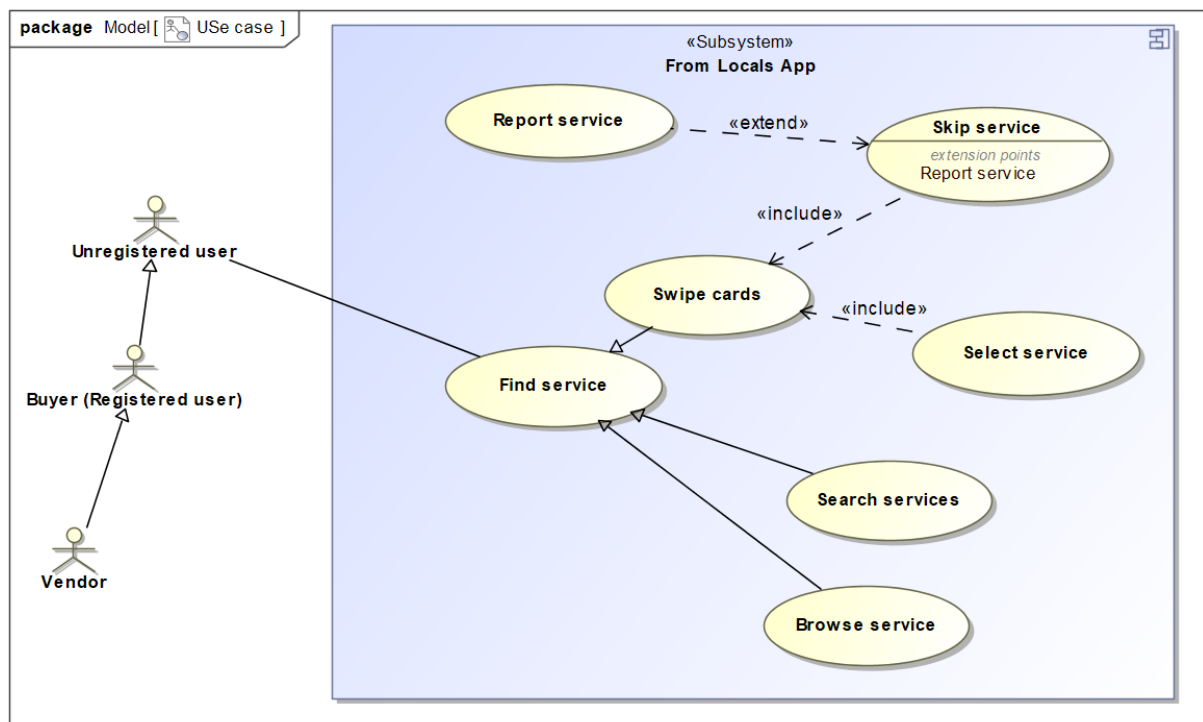 package Model [ USe case ]
«Subsystem»
From Locals App
Report service
«extend»
Skip service
extension points
Report service
«include»
Unregistered user
Swipe cards
«include»
Select service
Buyer (Registered user)
Find service
Search services
Vendor
Browse service